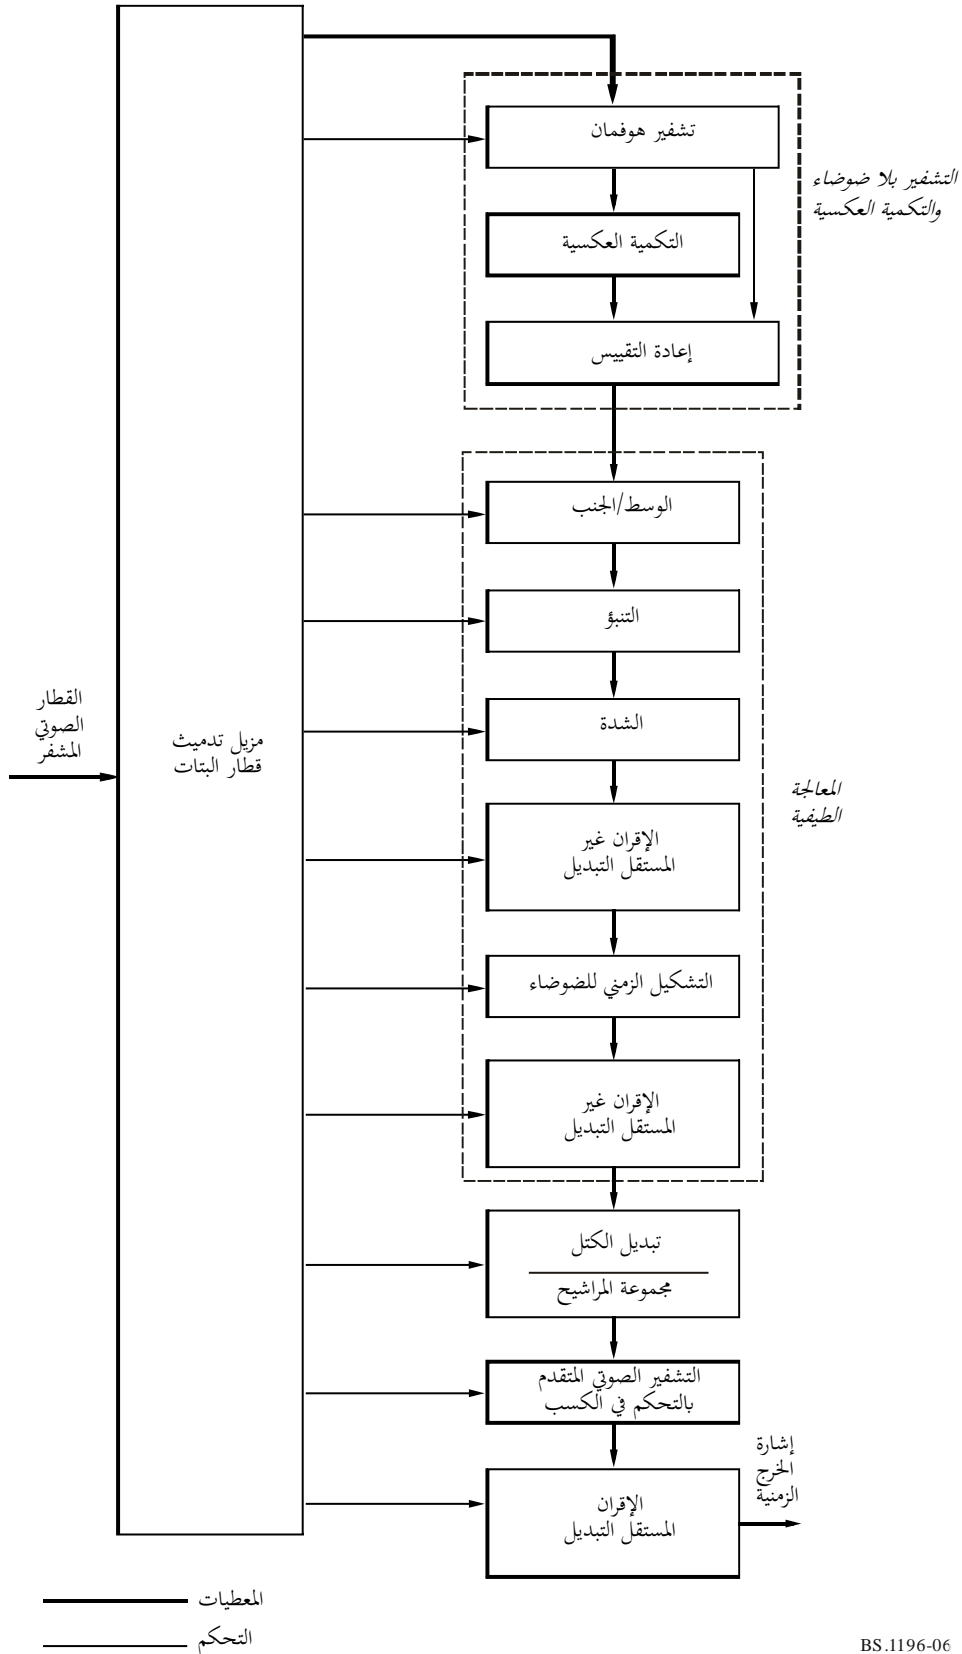 تشفير هوفمان
التشفير بلا ضوضاء
والتكمية العكسية
التكمية العكسية
إعادة التقييس
الوسط/الجنب
التنبؤ
القطار
الصوتي
المشفر
مزيل تدميث
قطار البتات
الشدة
المعالجة
الطيفية
الإقران غير
المستقل التبديل
التشكيل الزمني للضوضاء
الإقران غير
المستقل التبديل
تبديل الكتل
مجموعة المراشيح
التشفير الصوتي المتقدم
بالتحكم في الكسب
إشارة
الخرج
الزمنية
الإقران
المستقل التبديل
المعطيات
التحكم
BS.1196-06